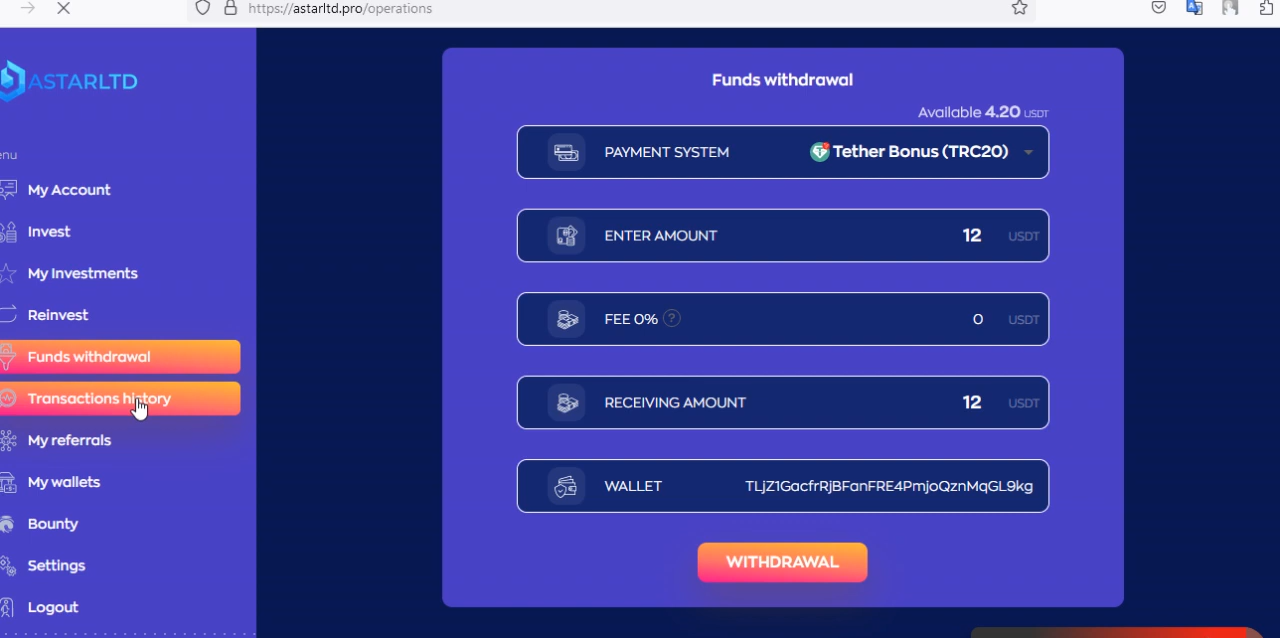 https://astarltd.pro/operations
ASTARLTD
enu
My Account
Invest
My Investments
Reinvest
Funds withdrawal
Transactions history
My referrals
My wallets
Bounty
Settings
Logout
Funds withdrawal
Available 4.20 USDT
PAYMENT SYSTEM Tether Bonus (TRC20)
ENTER AMOUNT 12 USDT
FEE 0% ? 0 USDT
RECEIVING AMOUNT 12 USDT
WALLET TLjZ1GacfrRjBFanFRE4PmjoQznMqGL9kg
WITHDRAWAL